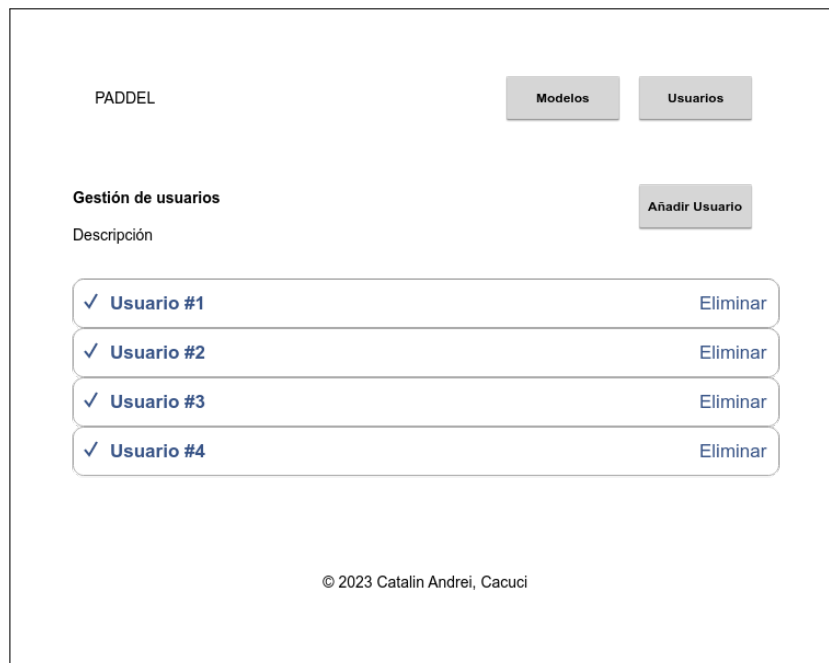 PADDEL
Modelos
Usuarios
Gestión de usuarios
Añadir Usuario
Descripción
✓ Usuario #1 Eliminar
✓ Usuario #2 Eliminar
✓ Usuario #3 Eliminar
✓ Usuario #4 Eliminar
© 2023 Catalin Andrei, Cacuci